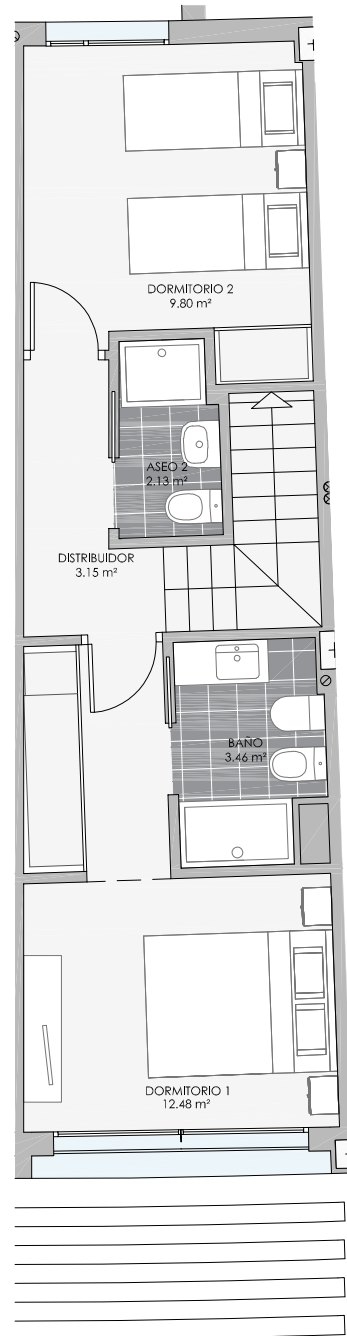 DORMITORIO 2
9.80 m²
ASEO 2
2.13 m²
DISTRIBUIDOR
3.15 m²
BAÑO
3.46 m²
DORMITORIO 1
12.48 m²